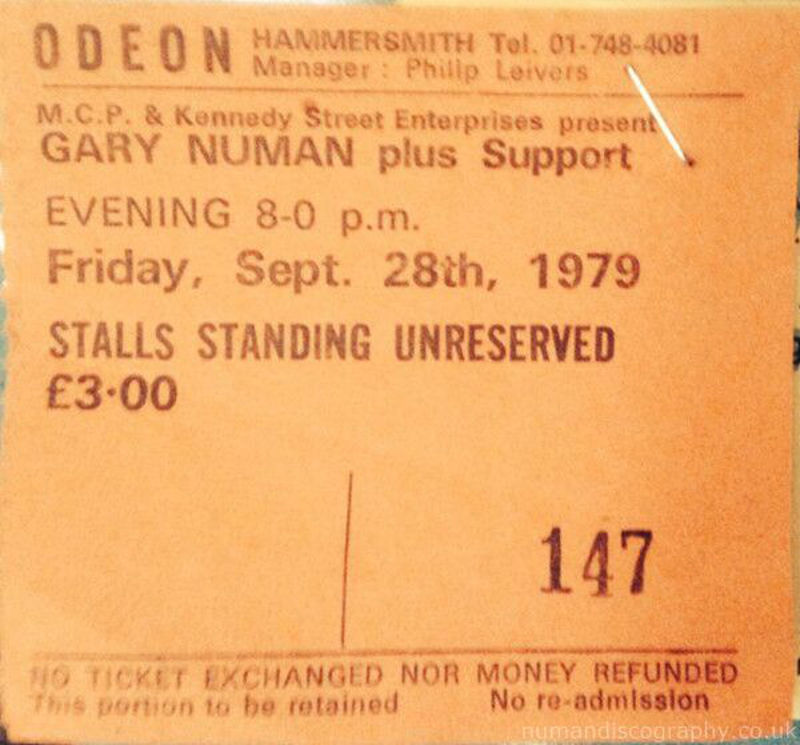 ODEON HAMMERSMITH Tel. 01-748-4081
Manager : Philip Leivers
M.C.P. & Kennedy Street Enterprises present
GARY NUMAN plus Support
EVENING 8-0 p.m.
Friday, Sept. 28th, 1979
STALLS STANDING UNRESERVED
£3·00
147
NO TICKET EXCHANGED NOR MONEY REFUNDED
This portion to be retained No re-admission
numandiscography.co.uk